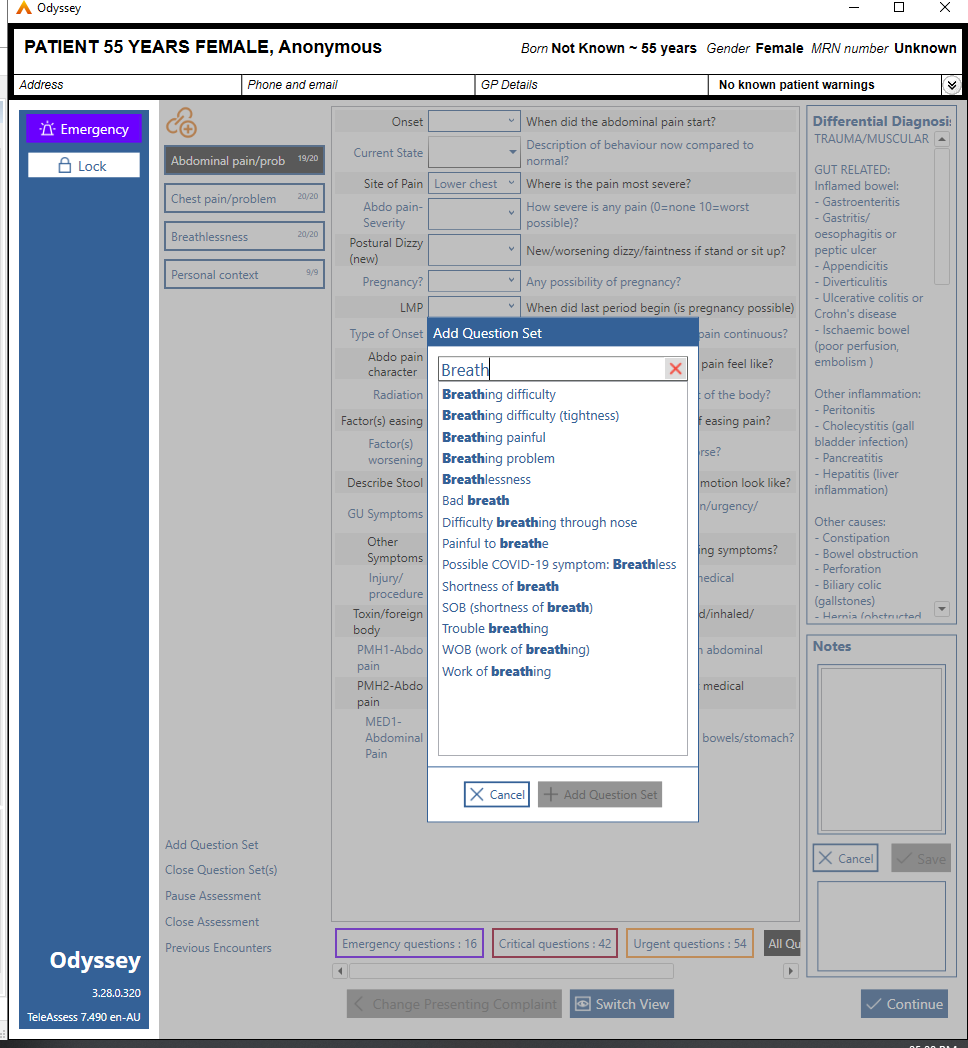 Odyssey
PATIENT 55 YEARS FEMALE, Anonymous
Born Not Known ~ 55 years Gender Female MRN number Unknown
Address
Phone and email
GP Details
No known patient warnings
Emergency
Lock
Abdominal pain/prob 19/20
Chest pain/problem 20/20
Breathlessness 20/20
Personal context 9/9
Add Question Set
Close Question Set(s)
Pause Assessment
Close Assessment
Previous Encounters
Onset
When did the abdominal pain start?
Current State
Description of behaviour now compared to
normal?
Site of Pain
Lower chest
Where is the pain most severe?
Abdo pain-
Severity
How severe is any pain (0=none 10=worst
possible)?
Postural Dizzy
(new)
New/worsening dizzy/faintness if stand or sit up?
Pregnancy?
Any possibility of pregnancy?
LMP
When did last period begin (is pregnancy possible)
Type of Onset
pain continuous?
Abdo pain
character
pain feel like?
Radiation
of the body?
Factor(s) easing
easing pain?
Factor(s)
worsening
rse?
Describe Stool
motion look like?
GU Symptoms
n/urgency/
Other
Symptoms
ng symptoms?
Injury/
procedure
edical
Toxin/foreign
body
d/inhaled/
PMH1-Abdo
pain
n abdominal
PMH2-Abdo
pain
medical
MED1-
Abdominal
Pain
bowels/stomach?
Add Question Set
Breath
Breathing difficulty
Breathing difficulty (tightness)
Breathing painful
Breathing problem
Breathlessness
Bad breath
Difficulty breathing through nose
Painful to breathe
Possible COVID-19 symptom: Breathless
Shortness of breath
SOB (shortness of breath)
Trouble breathing
WOB (work of breathing)
Work of breathing
Cancel
Add Question Set
Differential Diagnosi:
TRAUMA/MUSCULAR
GUT RELATED:
Inflamed bowel:
- Gastroenteritis
- Gastritis/
oesophagitis or
peptic ulcer
- Appendicitis
- Diverticulitis
- Ulcerative colitis or
Crohn's disease
- Ischaemic bowel
(poor perfusion,
embolism )
Other inflammation:
- Peritonitis
- Cholecystitis (gall
bladder infection)
- Pancreatitis
- Hepatitis (liver
inflammation)
Other causes:
- Constipation
- Bowel obstruction
- Perforation
- Biliary colic
(gallstones)
- Hernia (obstructed
Notes
Cancel
Save
Emergency questions : 16
Critical questions : 42
Urgent questions : 54
All Qu
Change Presenting Complaint
Switch View
Continue
Odyssey
3.28.0.320
TeleAssess 7.490 en-AU